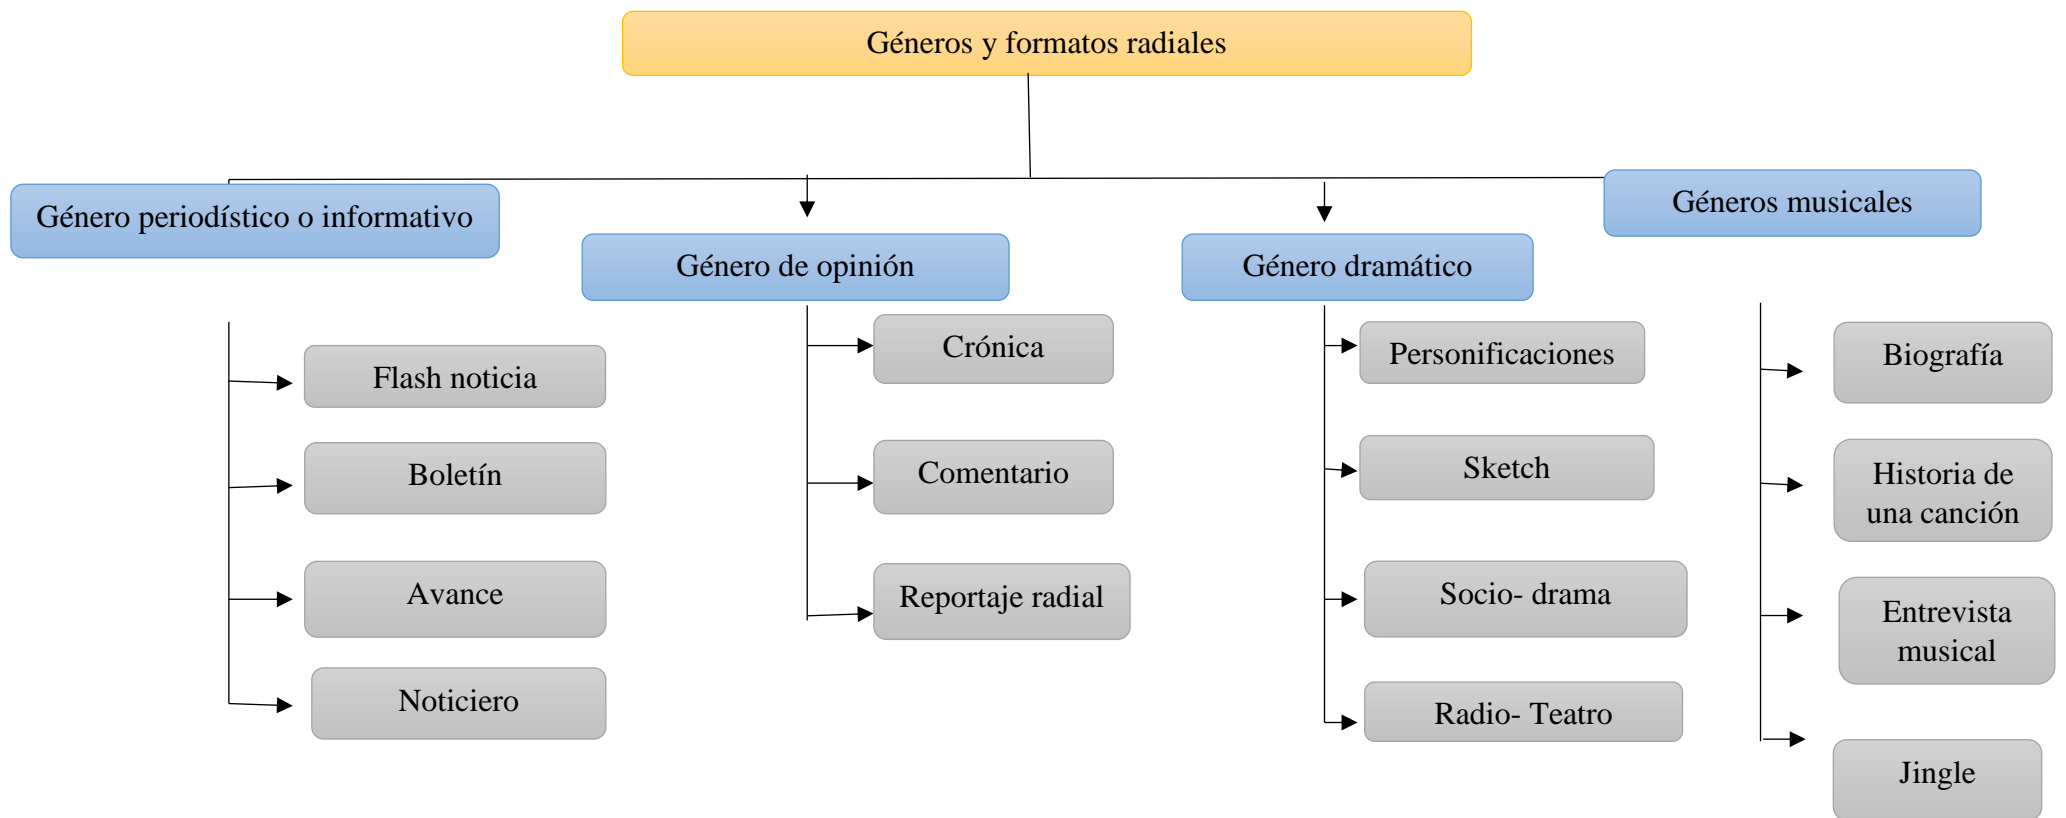 Géneros y formatos radiales
Género periodístico o informativo
Flash noticia
Boletín
Avance
Noticiero
Género de opinión
Crónica
Comentario
Reportaje radial
Género dramático
Personificaciones
Sketch
Socio- drama
Radio- Teatro
Géneros musicales
Biografía
Historia de
una canción
Entrevista
musical
Jingle